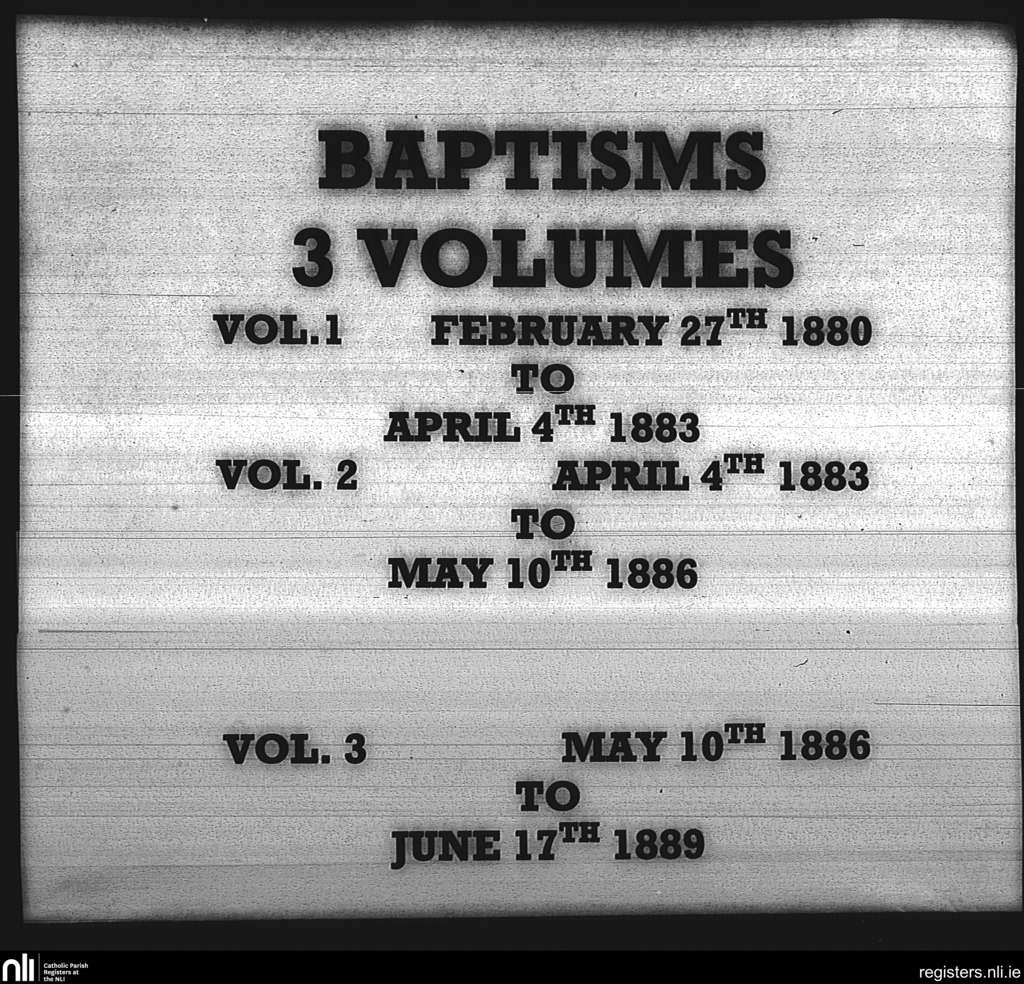 BAPTISMS
3 VOLUMES
VOL.1 FEBRUARY 27TH 1880
TO
APRIL 4TH 1883
VOL. 2 APRIL 4TH 1883
TO
MAY 10TH 1886
VOL. 3 MAY 10TH 1886
TO
JUNE 17TH 1889
nli
Catholic Parish
Registers at
the NLI
registers.nli.ie